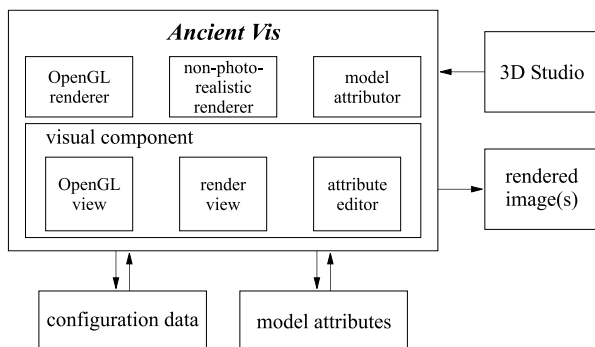 Ancient Vis
OpenGL
renderer
non-photo-
realistic
renderer
model
attributor
3D Studio
visual component
OpenGL
view
render
view
attribute
editor
rendered
image(s)
configuration data
model attributes